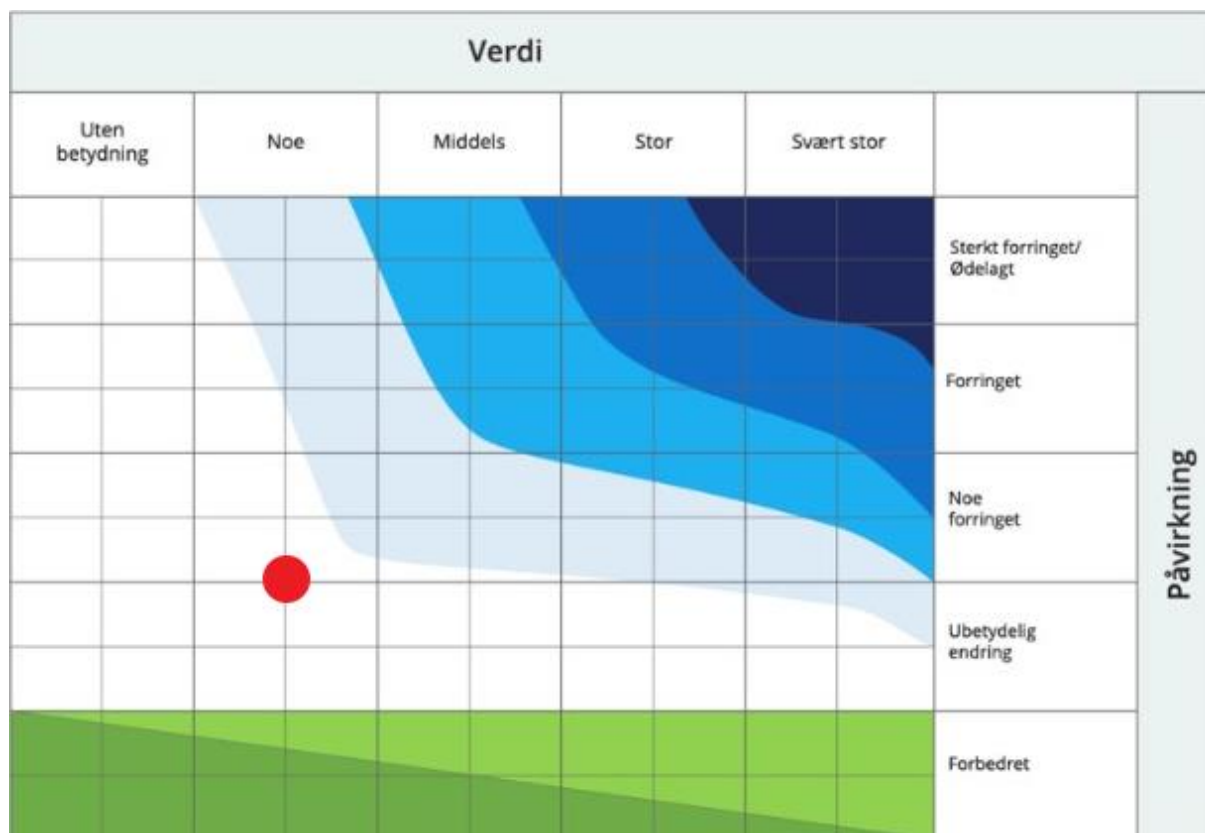 Verdi
Uten
betydning
Noe
Middels
Stor
Svært stor
Sterkt forringet/
Ødelagt
Forringet
Noe
forringet
Ubetydelig
endring
Forbedret
Påvirkning